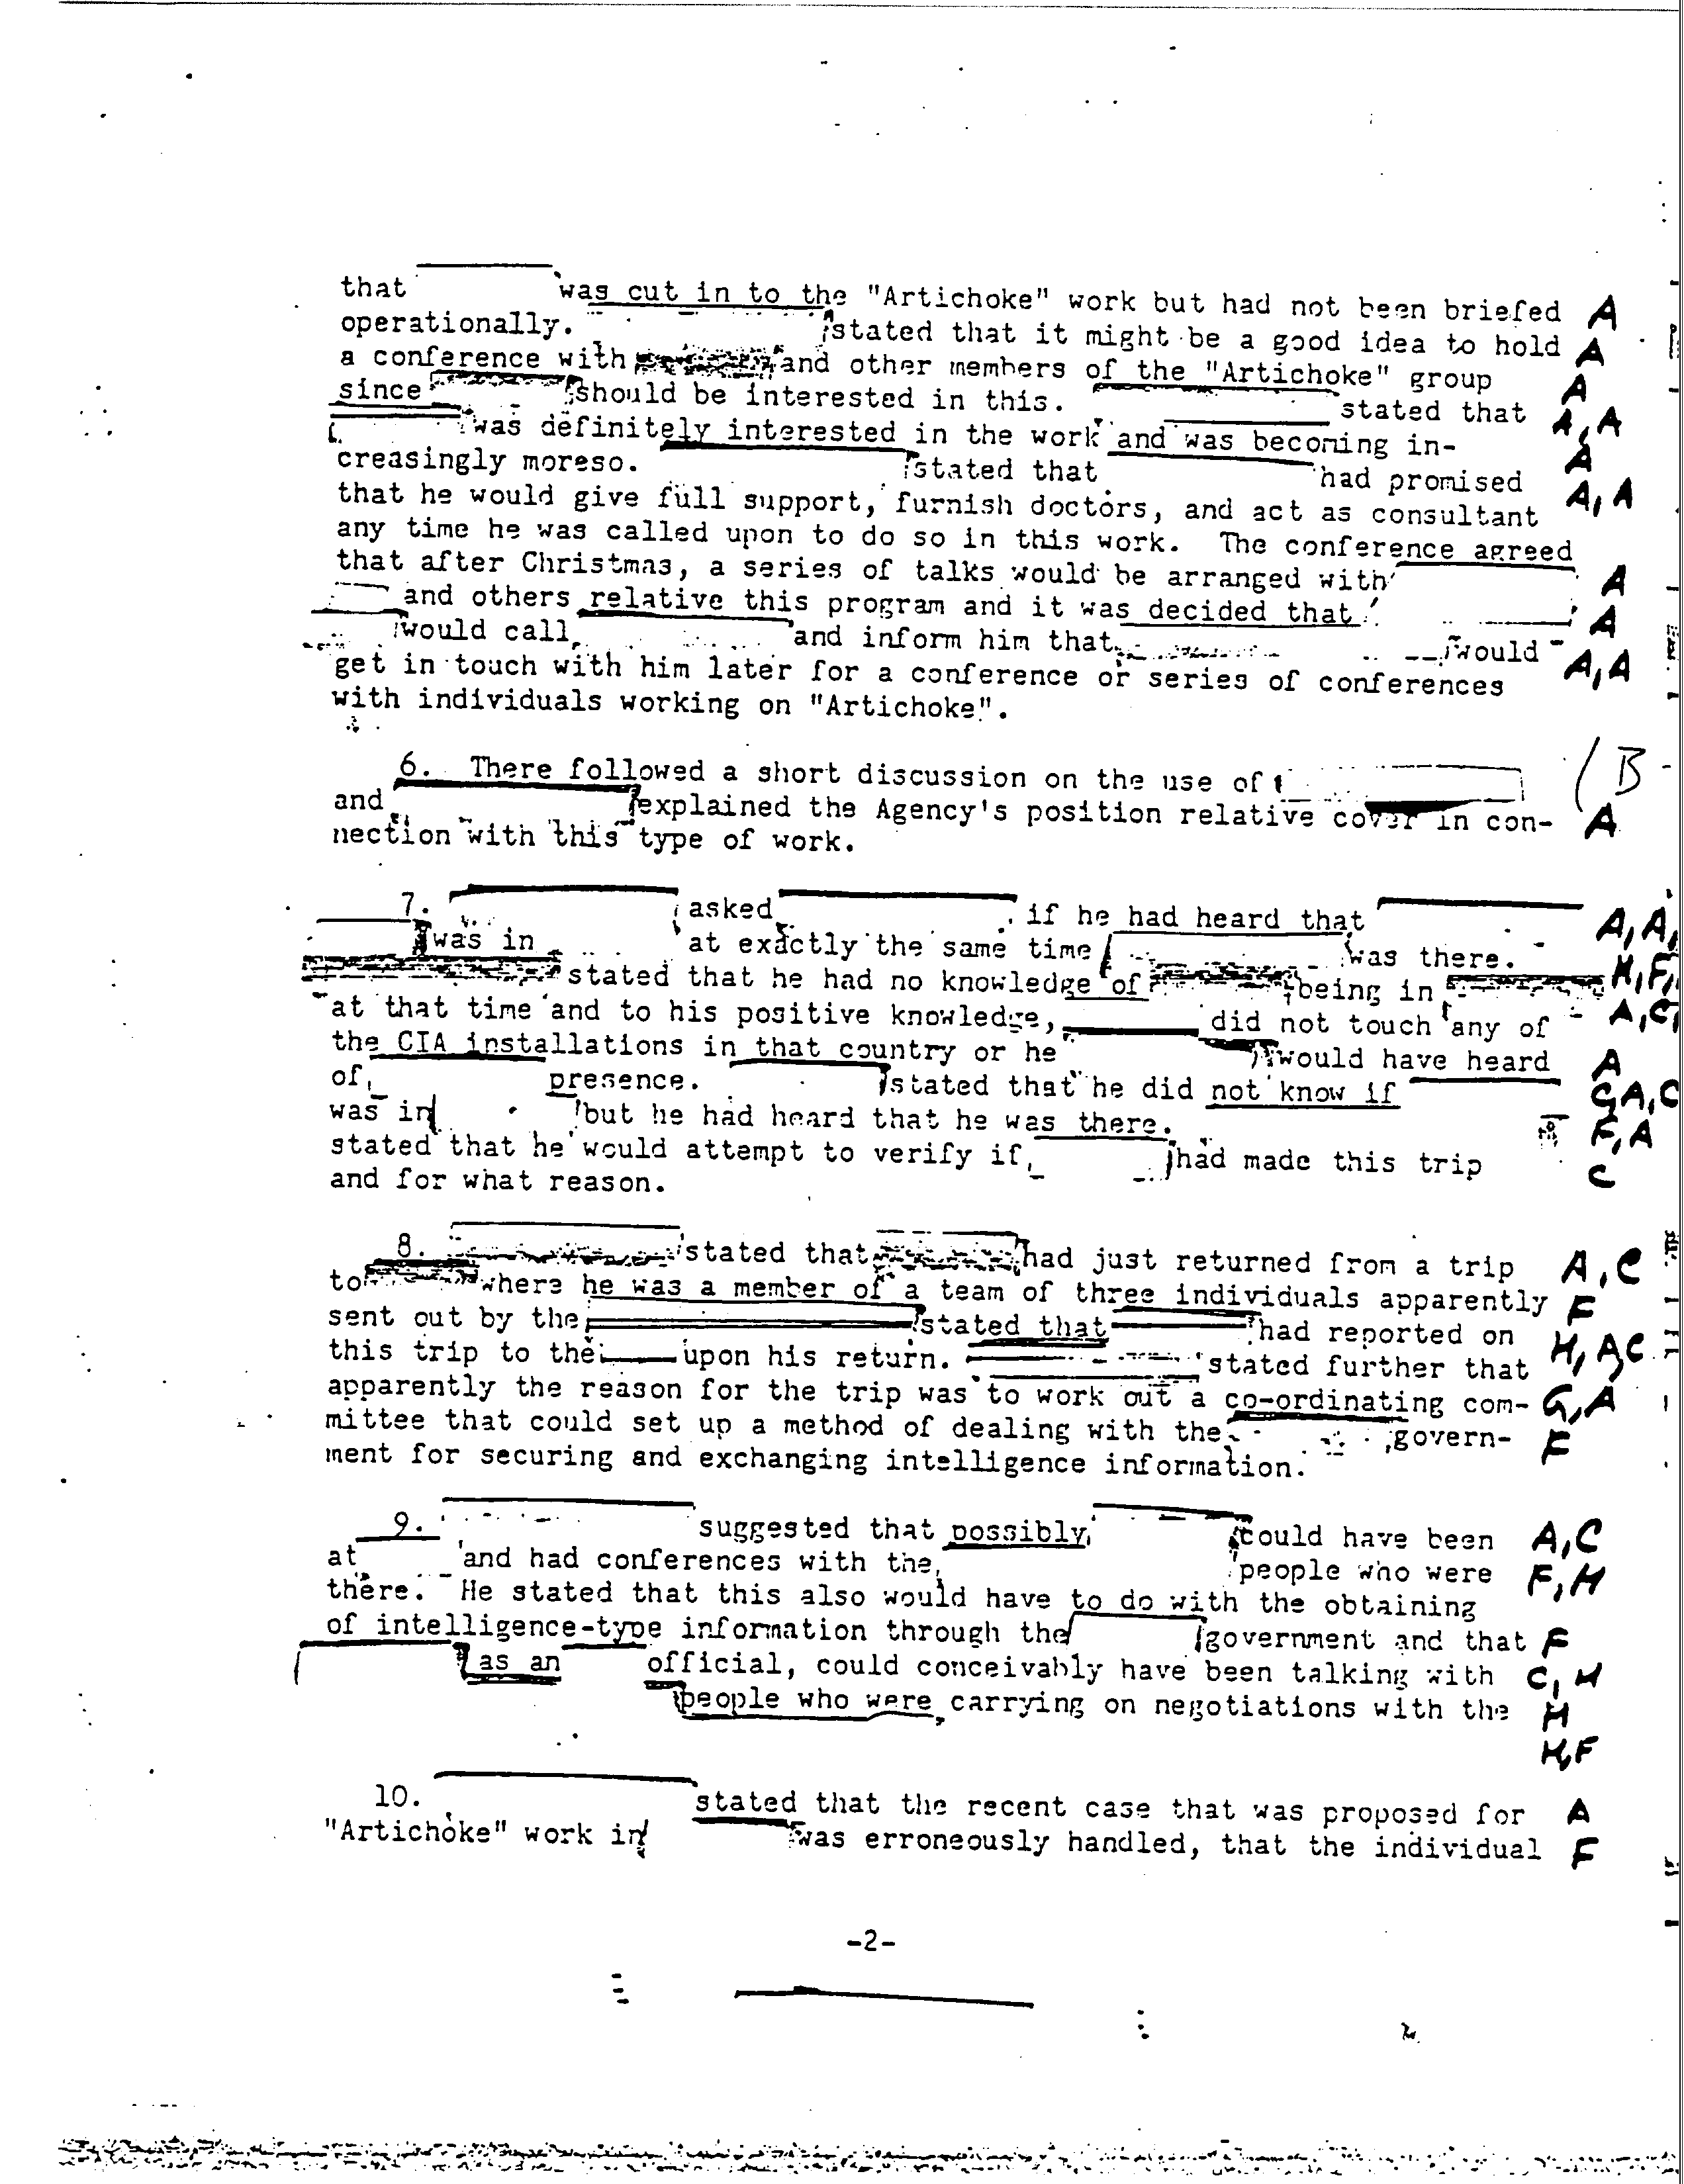 that was cut in to the "Artichoke" work but had not been briefed A
operationally. stated that it might be a good idea to hold A
a conference with and other members of the "Artichoke" group A
since should be interested in this. stated that A, A
was definitely interested in the work and was becoming in- A
creasingly moreso. stated that had promised A, A
that he would give full support, furnish doctors, and act as consultant
any time he was called upon to do so in this work. The conference agreed
that after Christmas, a series of talks would be arranged with A
and others relative this program and it was decided that A
would call and inform him that would A, A
get in touch with him later for a conference or series of conferences
with individuals working on "Artichoke".
6. There followed a short discussion on the use of B
and explained the Agency's position relative cover in con- A
nection with this type of work.
7. asked if he had heard that A, A,
was in at exactly the same time was there. H, F,
stated that he had no knowledge of being in A, C,
at that time and to his positive knowledge, did not touch any of
the CIA installations in that country or he would have heard A
of presence. stated that he did not know if G, A, C
was in but he had heard that he was there. F, A
stated that he would attempt to verify if had made this trip C
and for what reason.
8. stated that had just returned from a trip A, C
to where he was a member of a team of three individuals apparently F
sent out by the stated that had reported on H, A, C
this trip to the upon his return. stated further that
apparently the reason for the trip was to work out a co-ordinating com- G, A
mittee that could set up a method of dealing with the govern- F
ment for securing and exchanging intelligence information.
9. suggested that possibly could have been A, C
at and had conferences with the people who were F, H
there. He stated that this also would have to do with the obtaining
of intelligence-type information through the government and that F
as an official, could conceivably have been talking with C, H
people who were carrying on negotiations with the H
H, F
10. stated that the recent case that was proposed for A
"Artichoke" work in was erroneously handled, that the individual F
-2-